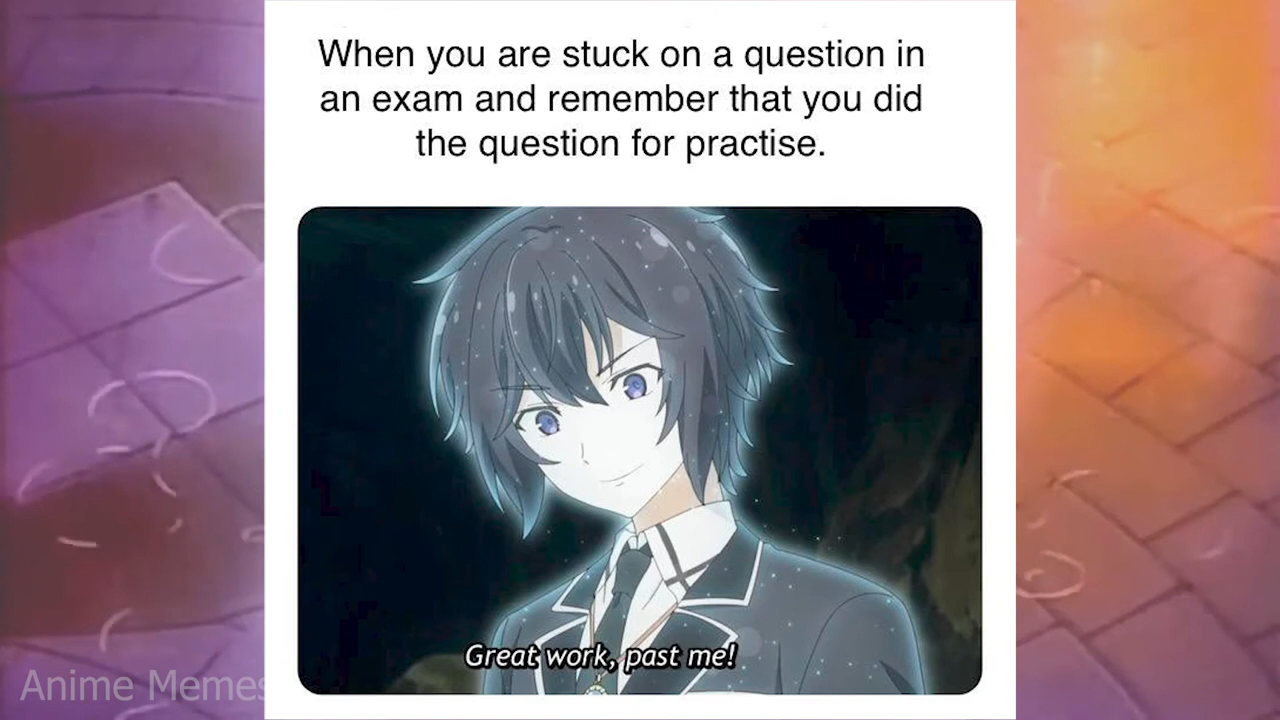 When you are stuck on a question in
an exam and remember that you did
the question for practise.
Great work, past me!
Anime Memes